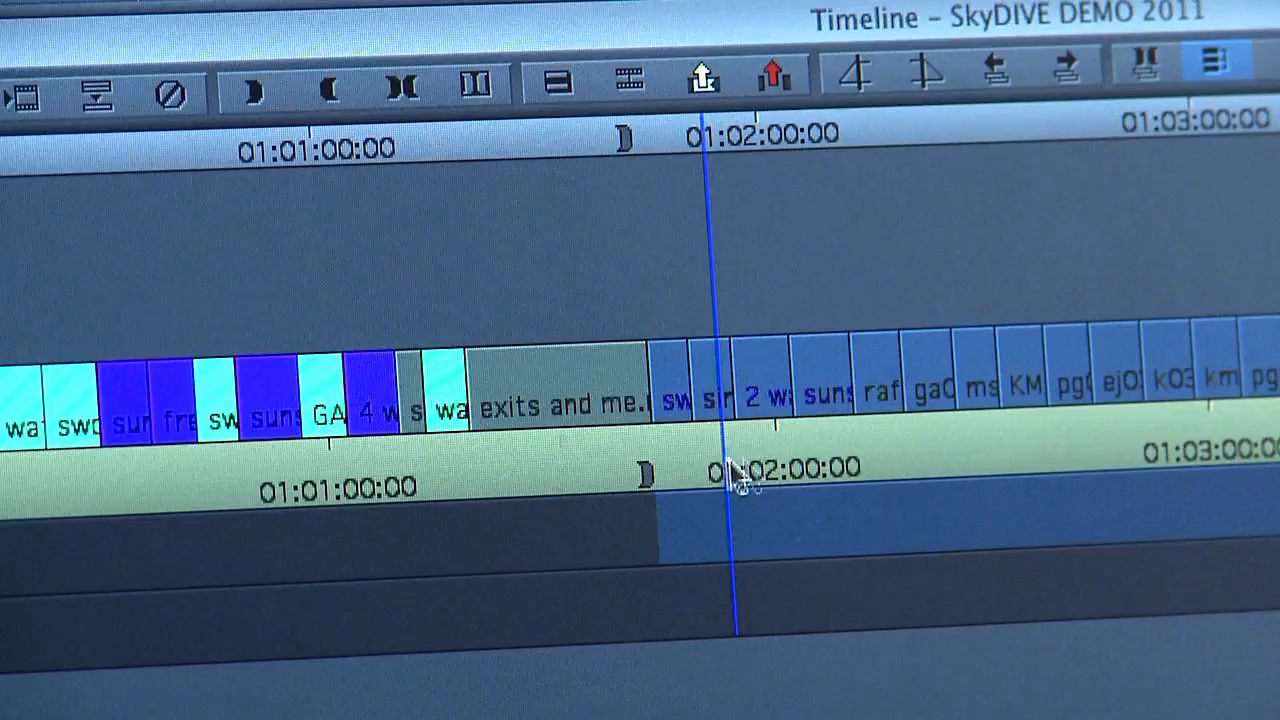 Timeline - SkyDIVE DEMO 2011
01:01:00:00 01:02:00:00 01:03:00:00
wa swo sun fre sw suns GA 4 w s wa exits and me. sw sir 2 wa suns raf gaO ms KM pg ejO kO3 km pg
01:01:00:00 02:00:00 01:03:00:00